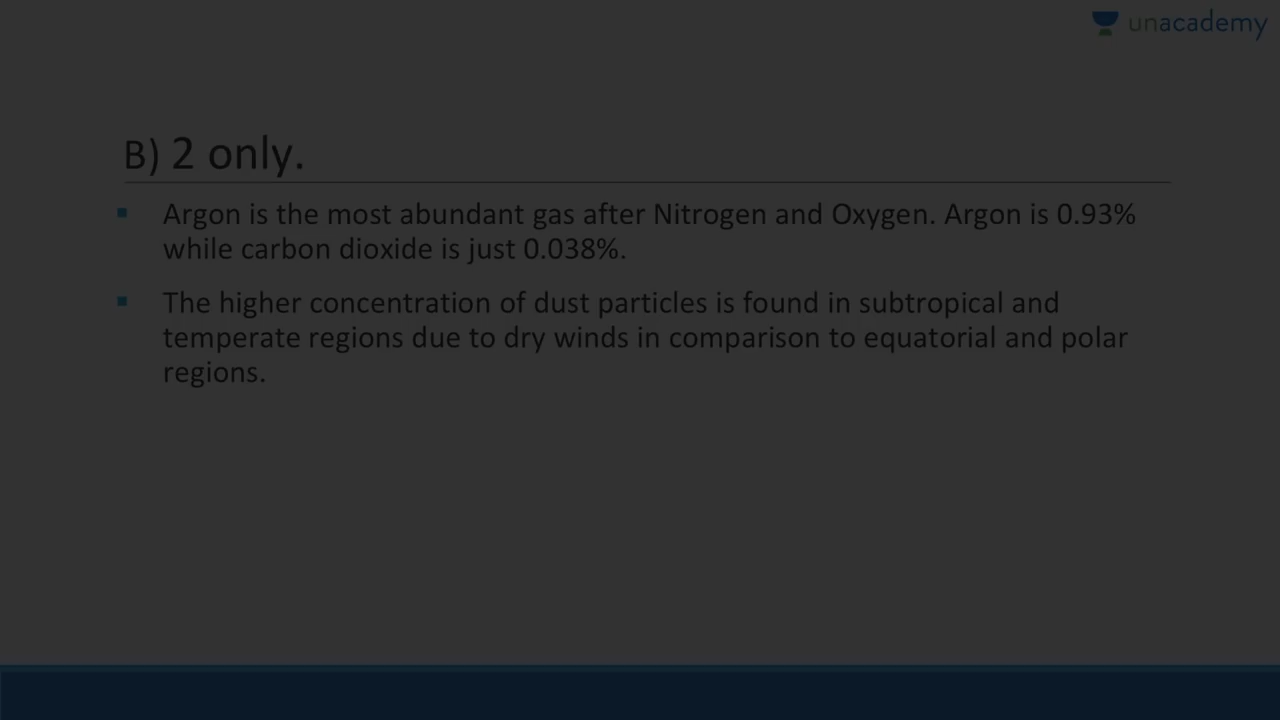 unacademy
B) 2 only.
Argon is the most abundant gas after Nitrogen and Oxygen. Argon is 0.93%
while carbon dioxide is just 0.038%.
The higher concentration of dust particles is found in subtropical and
temperate regions due to dry winds in comparison to equatorial and polar
regions.